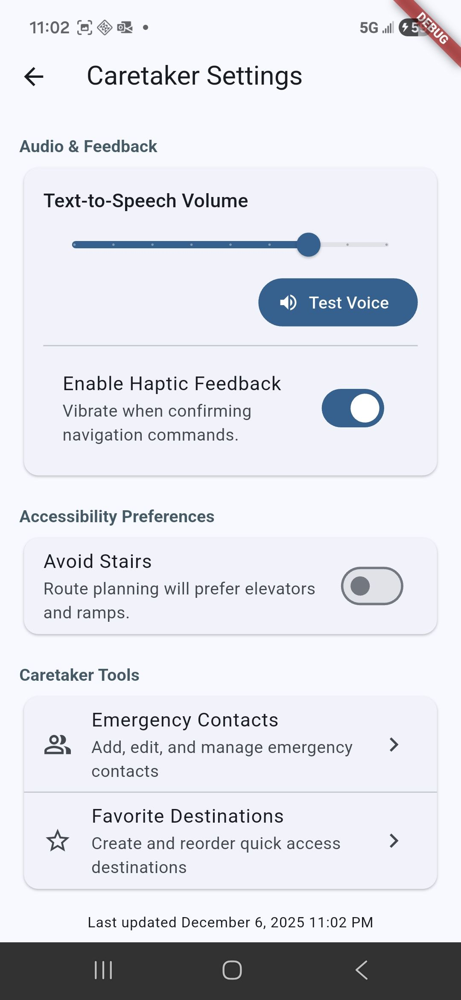 11:02
5G
DEBUG
Caretaker Settings
Audio & Feedback
Text-to-Speech Volume
Test Voice
Enable Haptic Feedback
Vibrate when confirming
navigation commands.
Accessibility Preferences
Avoid Stairs
Route planning will prefer elevators
and ramps.
Caretaker Tools
Emergency Contacts
Add, edit, and manage emergency
contacts
Favorite Destinations
Create and reorder quick access
destinations
Last updated December 6, 2025 11:02 PM